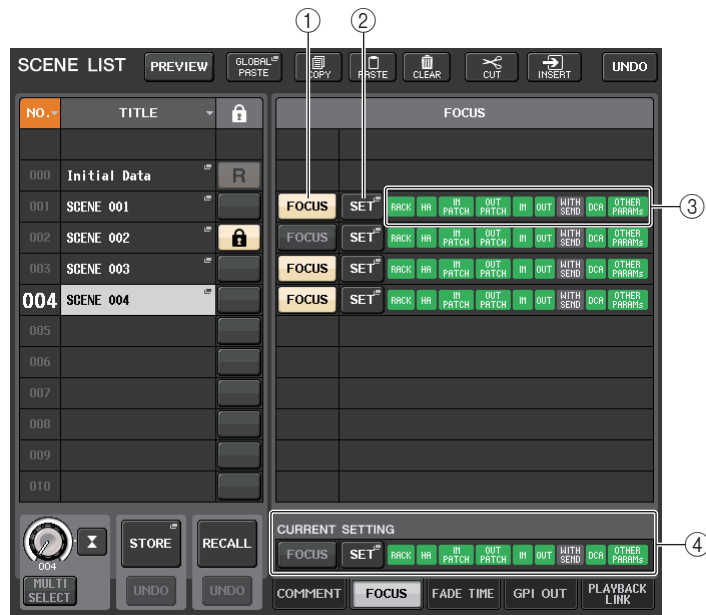 ① ②
SCENE LIST PREVIEW GLOBAL PASTE COPY PASTE CLEAR CUT INSERT UNDO
NO. TITLE FOCUS
000 Initial Data R
001 SCENE 001 FOCUS SET RACK HA IN PATCH OUT PATCH IN OUT WITH SEND DCA OTHER PARAMs ③
002 SCENE 002 FOCUS SET RACK HA IN PATCH OUT PATCH IN OUT WITH SEND DCA OTHER PARAMs
003 SCENE 003 FOCUS SET RACK HA IN PATCH OUT PATCH IN OUT WITH SEND DCA OTHER PARAMs
004 SCENE 004 FOCUS SET RACK HA IN PATCH OUT PATCH IN OUT WITH SEND DCA OTHER PARAMs
005
006
007
008
009
010
CURRENT SETTING
004 STORE RECALL FOCUS SET RACK HA IN PATCH OUT PATCH IN OUT WITH SEND DCA OTHER PARAMs ④
MULTI SELECT UNDO UNDO COMMENT FOCUS FADE TIME GPI OUT PLAYBACK LINK